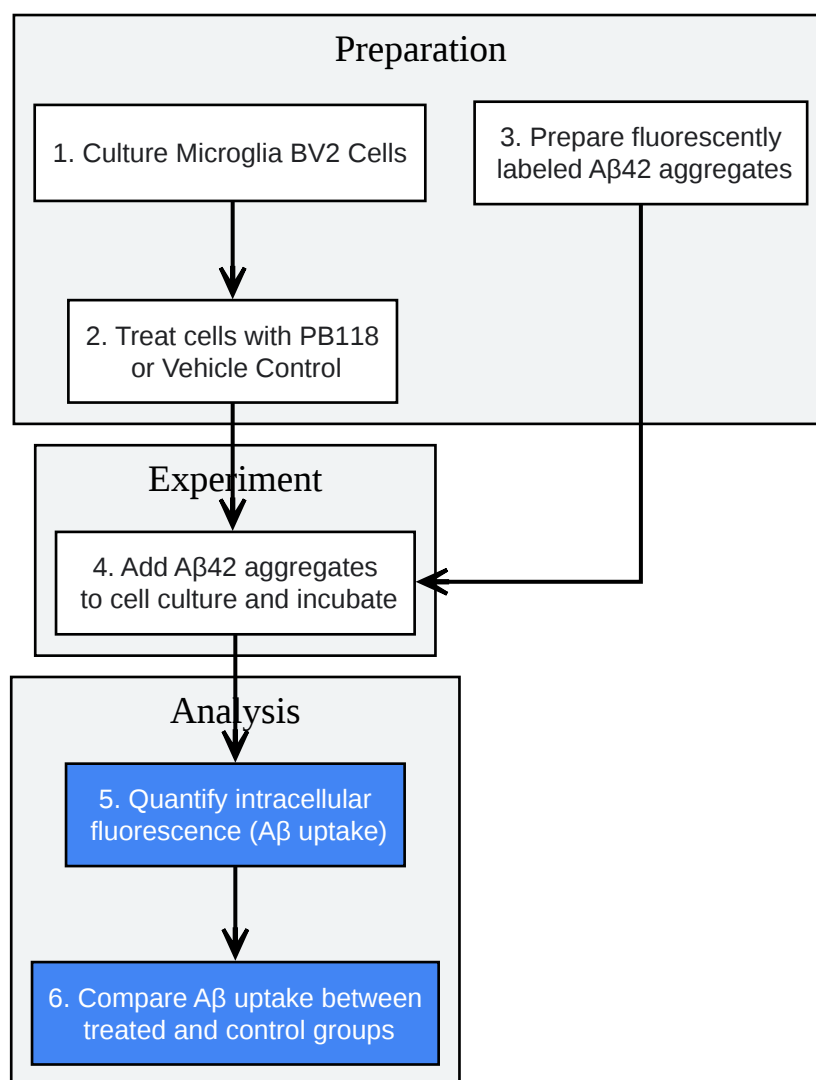 Preparation
1. Culture Microglia BV2 Cells
3. Prepare fluorescently
labeled Aβ42 aggregates
2. Treat cells with PB118
or Vehicle Control
Experiment
4. Add Aβ42 aggregates
to cell culture and incubate
Analysis
5. Quantify intracellular
fluorescence (Aβ uptake)
6. Compare Aβ uptake between
treated and control groups